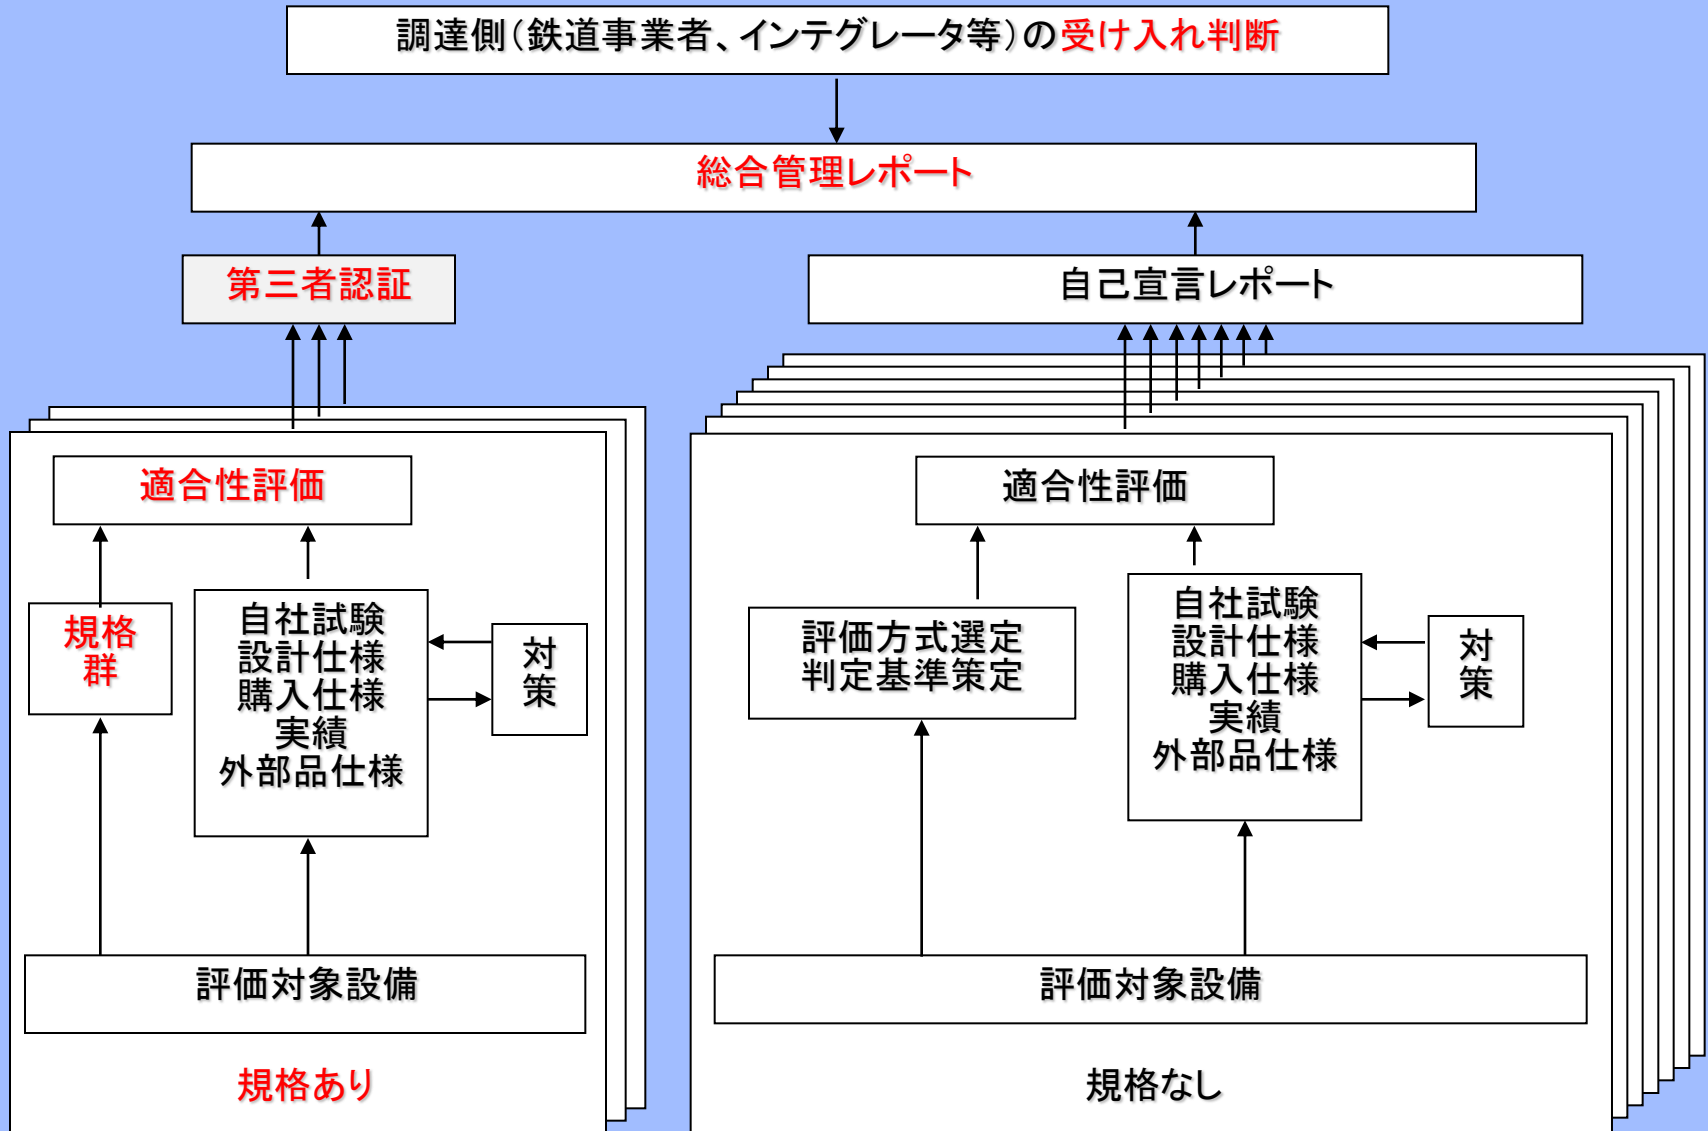 調達側（鉄道事業者、インテグレータ等）の受け入れ判断
総合管理レポート
第三者認証
自己宣言レポート
適合性評価
規格
群
自社試験
設計仕様
購入仕様
実績
外部品仕様
対
策
評価対象設備
規格あり
適合性評価
評価方式選定
判定基準策定
自社試験
設計仕様
購入仕様
実績
外部品仕様
対
策
評価対象設備
規格なし